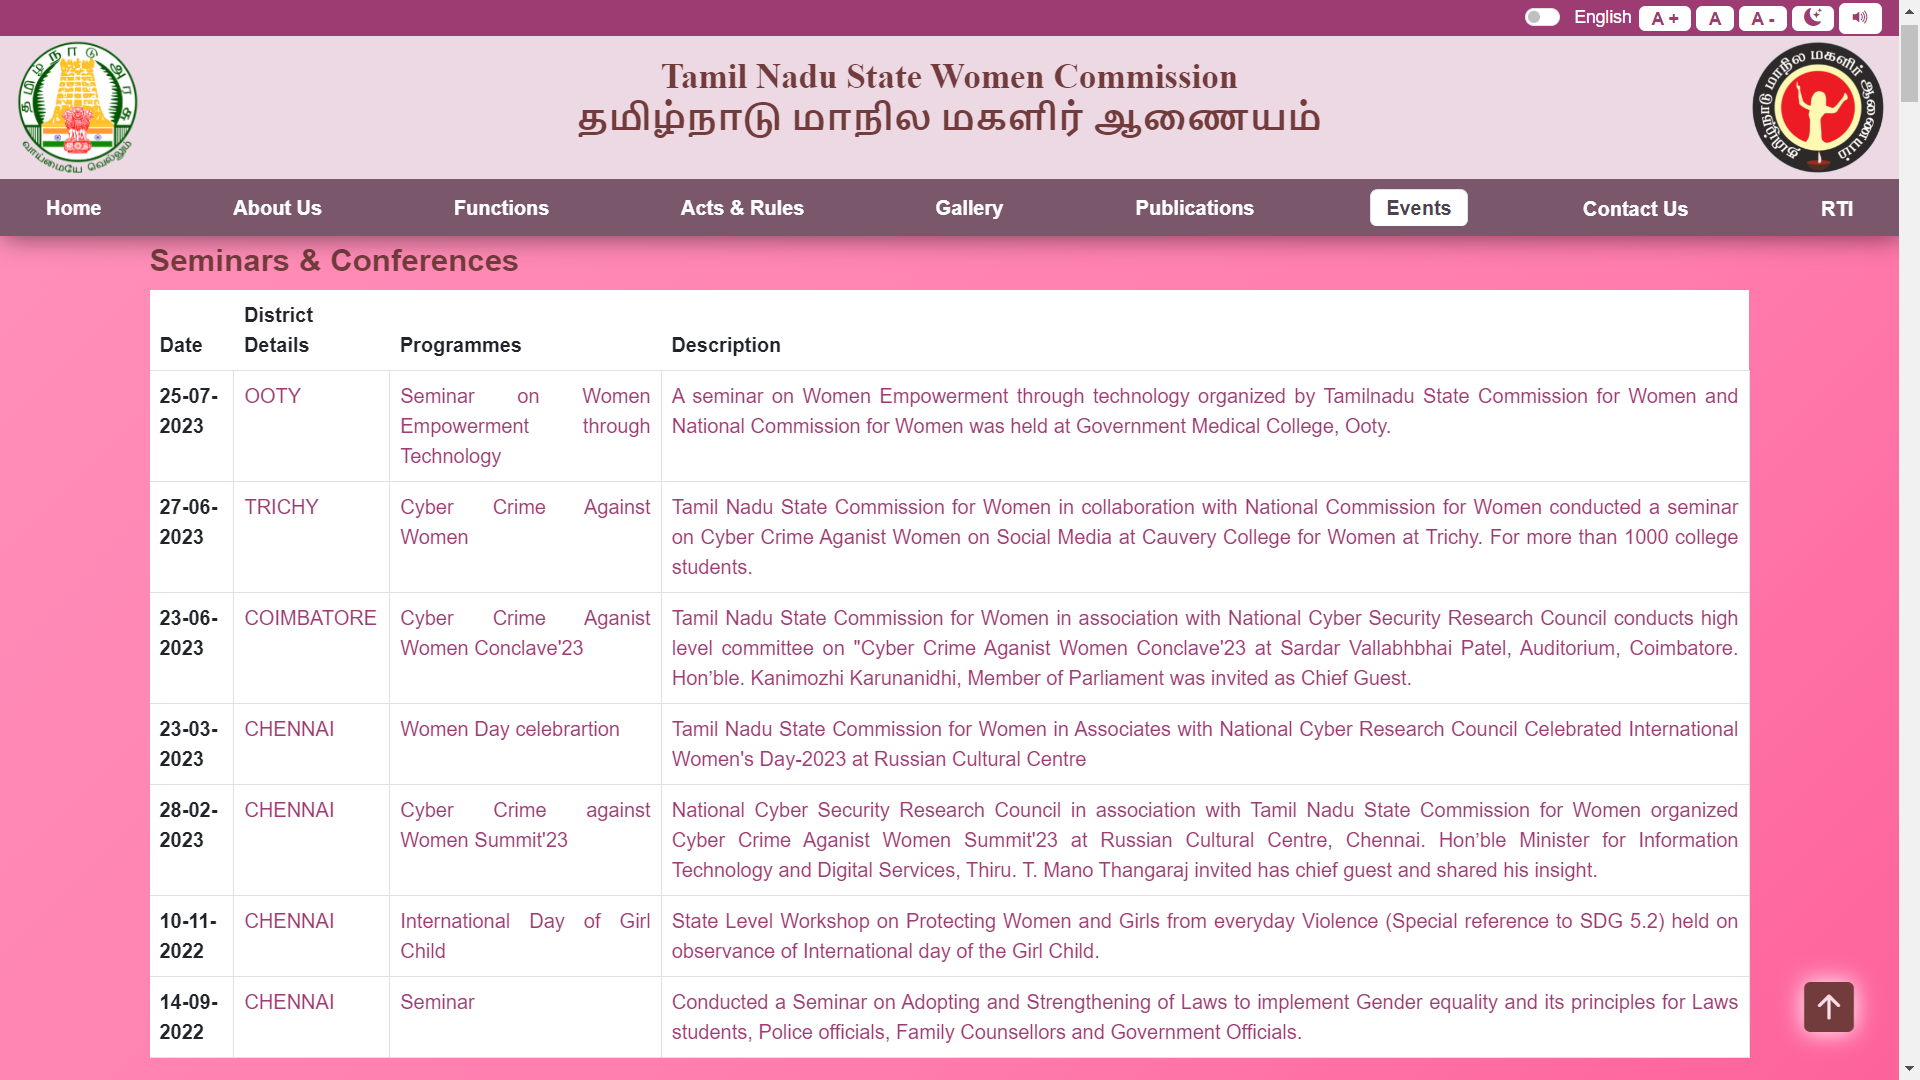 English A + A A -
Tamil Nadu State Women Commission
தமிழ்நாடு மாநில மகளிர் ஆணையம்
தமிழ்நாடு அரசு
வாய்மையே வெல்லும்
தமிழ்நாடு மாநில மகளிர் ஆணையம்
Home About Us Functions Acts & Rules Gallery Publications Events Contact Us RTI
Seminars & Conferences
District
Date Details Programmes Description
25-07- OOTY Seminar on Women A seminar on Women Empowerment through technology organized by Tamilnadu State Commission for Women and
2023 Empowerment through National Commission for Women was held at Government Medical College, Ooty.
Technology
27-06- TRICHY Cyber Crime Against Tamil Nadu State Commission for Women in collaboration with National Commission for Women conducted a seminar
2023 Women on Cyber Crime Aganist Women on Social Media at Cauvery College for Women at Trichy. For more than 1000 college
students.
23-06- COIMBATORE Cyber Crime Aganist Tamil Nadu State Commission for Women in association with National Cyber Security Research Council conducts high
2023 Women Conclave'23 level committee on "Cyber Crime Aganist Women Conclave'23 at Sardar Vallabhbhai Patel, Auditorium, Coimbatore.
Hon’ble. Kanimozhi Karunanidhi, Member of Parliament was invited as Chief Guest.
23-03- CHENNAI Women Day celebrartion Tamil Nadu State Commission for Women in Associates with National Cyber Research Council Celebrated International
2023 Women's Day-2023 at Russian Cultural Centre
28-02- CHENNAI Cyber Crime against National Cyber Security Research Council in association with Tamil Nadu State Commission for Women organized
2023 Women Summit'23 Cyber Crime Aganist Women Summit'23 at Russian Cultural Centre, Chennai. Hon’ble Minister for Information
Technology and Digital Services, Thiru. T. Mano Thangaraj invited has chief guest and shared his insight.
10-11- CHENNAI International Day of Girl State Level Workshop on Protecting Women and Girls from everyday Violence (Special reference to SDG 5.2) held on
2022 Child observance of International day of the Girl Child.
14-09- CHENNAI Seminar Conducted a Seminar on Adopting and Strengthening of Laws to implement Gender equality and its principles for Laws
2022 students, Police officials, Family Counsellors and Government Officials.